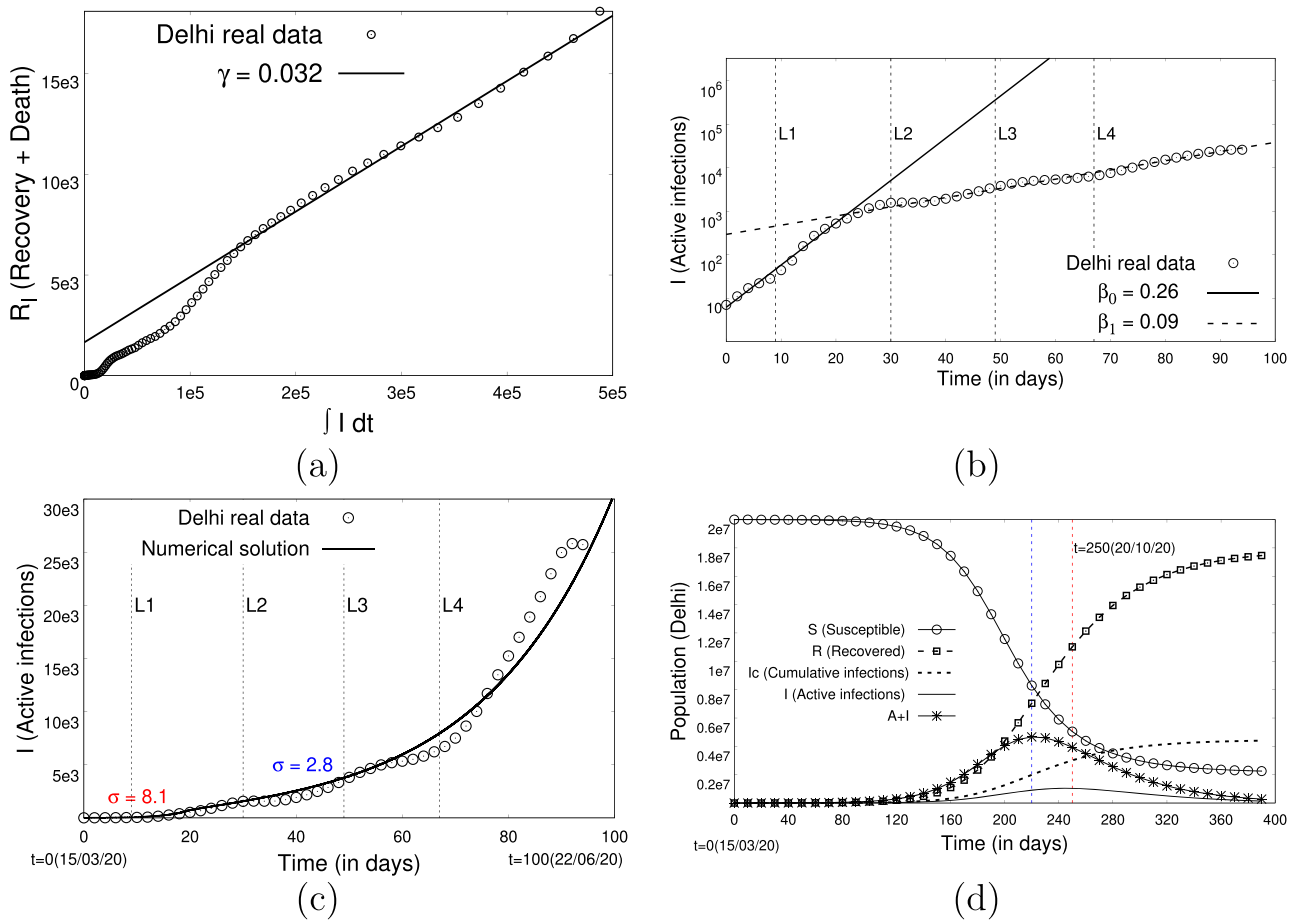 Delhi real data
γ = 0.032
R_I (Recovery + Death)
15e3
10e3
5e3
0
0
1e5
2e5
3e5
4e5
5e5
∫ I dt
(a)
I (Active infections)
10^6
10^5
10^4
10^3
10^2
10
L1
L2
L3
L4
Delhi real data
β_0 = 0.26
β_1 = 0.09
0
10
20
30
40
50
60
70
80
90
100
Time (in days)
(b)
I (Active infections)
30e3
25e3
20e3
15e3
10e3
5e3
0
Delhi real data
Numerical solution
L1
L2
L3
L4
σ = 8.1
σ = 2.8
0
20
40
60
80
100
t=0(15/03/20)
Time (in days)
t=100(22/06/20)
(c)
Population (Delhi)
2e7
1.8e7
1.6e7
1.4e7
1.2e7
1e7
0.8e7
0.6e7
0.4e7
0.2e7
t=250(20/10/20)
S (Susceptible)
R (Recovered)
Ic (Cumulative infections)
I (Active infections)
A+I
0
40
80
120
160
200
240
280
320
360
400
t=0(15/03/20)
Time (in days)
(d)